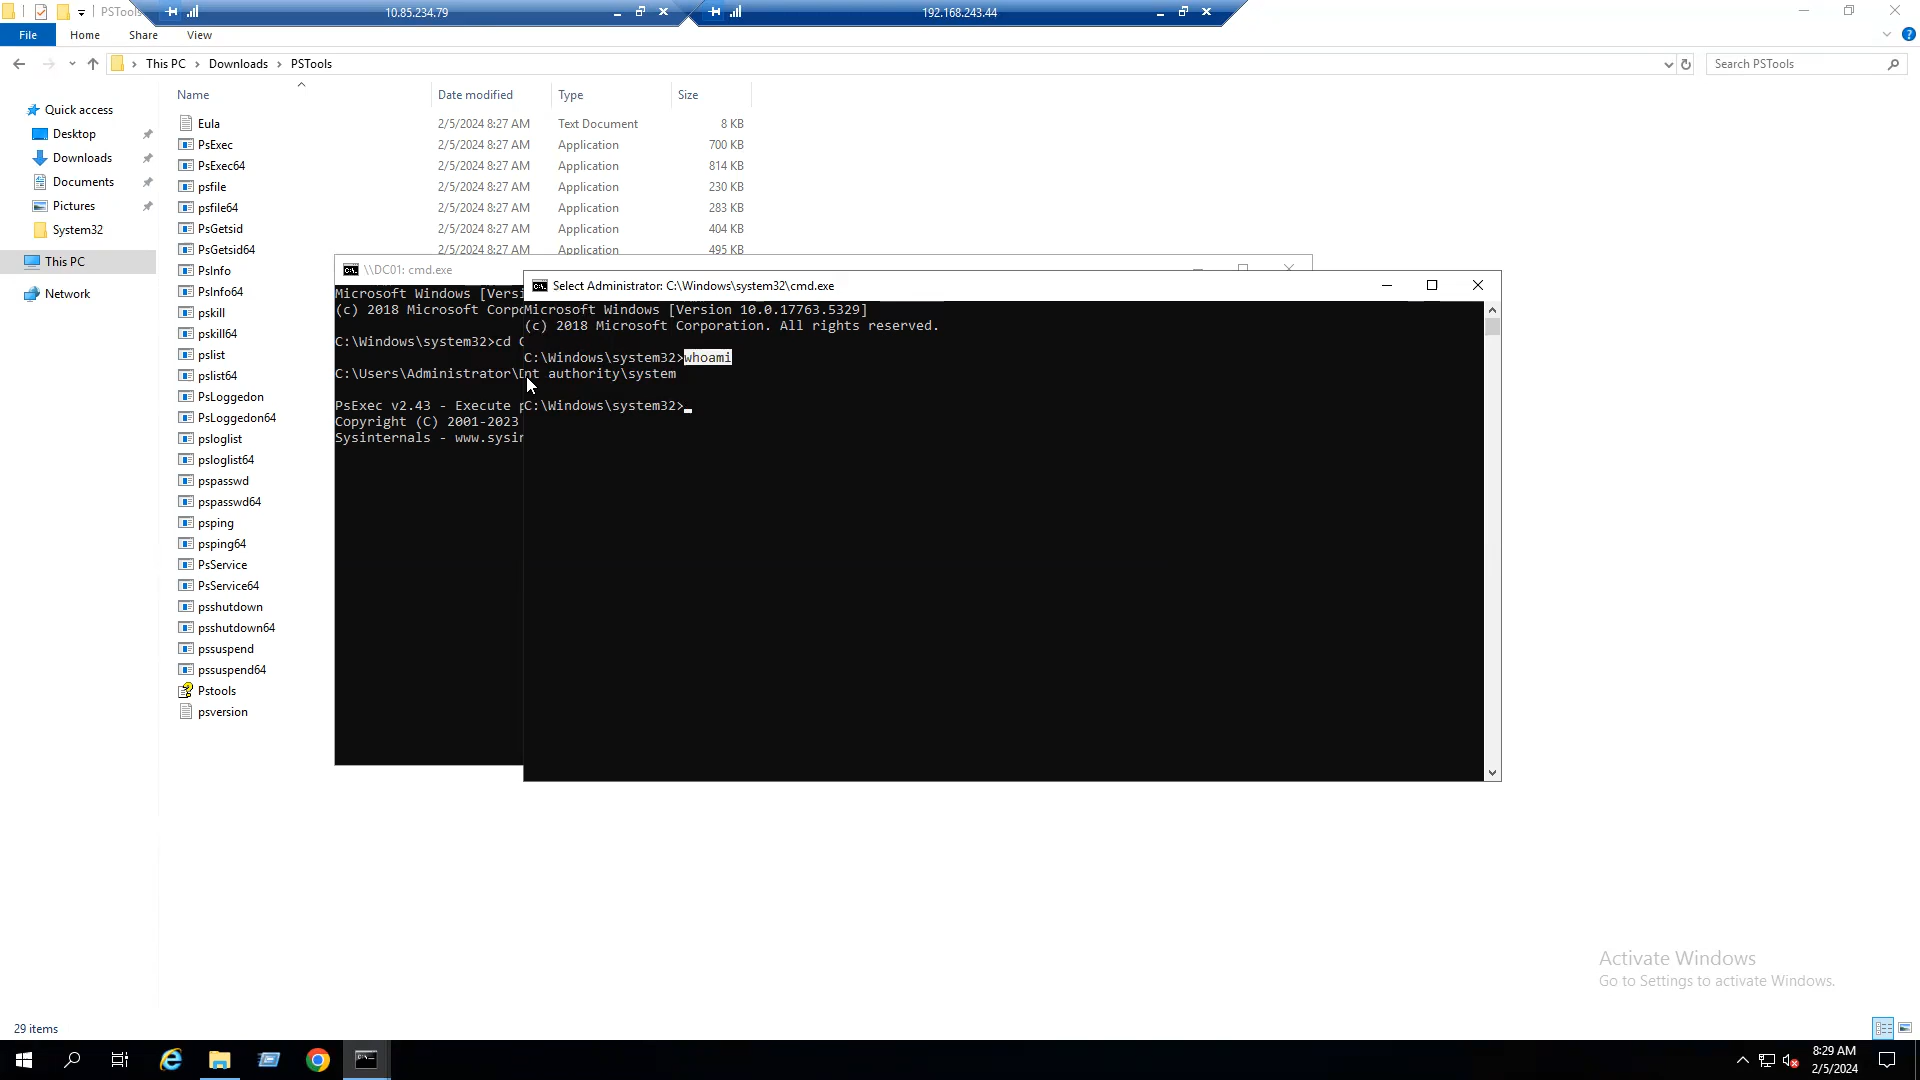 PSTools
10.85.234.79
192.168.243.44
File Home Share View
This PC Downloads PSTools
Search PSTools
Name Date modified Type Size
Quick access
Desktop
Downloads
Documents
Pictures
System32
This PC
Network
Eula 2/5/2024 8:27 AM Text Document 8 KB
PsExec 2/5/2024 8:27 AM Application 700 KB
PsExec64 2/5/2024 8:27 AM Application 814 KB
psfile 2/5/2024 8:27 AM Application 230 KB
psfile64 2/5/2024 8:27 AM Application 283 KB
PsGetsid 2/5/2024 8:27 AM Application 404 KB
PsGetsid64 2/5/2024 8:27 AM Application 495 KB
PsInfo
PsInfo64
pskill
pskill64
pslist
pslist64
PsLoggedon
PsLoggedon64
psloglist
psloglist64
pspasswd
pspasswd64
psping
psping64
PsService
PsService64
psshutdown
psshutdown64
pssuspend
pssuspend64
Pstools
psversion
\\DC01: cmd.exe
Microsoft Windows [Versi
(c) 2018 Microsoft Corpo
C:\Windows\system32>cd C
C:\Users\Administrator\D
PsExec v2.43 - Execute p
Copyright (C) 2001-2023
Sysinternals - www.sysin
Select Administrator: C:\Windows\system32\cmd.exe
Microsoft Windows [Version 10.0.17763.5329]
(c) 2018 Microsoft Corporation. All rights reserved.
C:\Windows\system32>whoami
nt authority\system
C:\Windows\system32>
Activate Windows
Go to Settings to activate Windows.
29 items
8:29 AM
2/5/2024